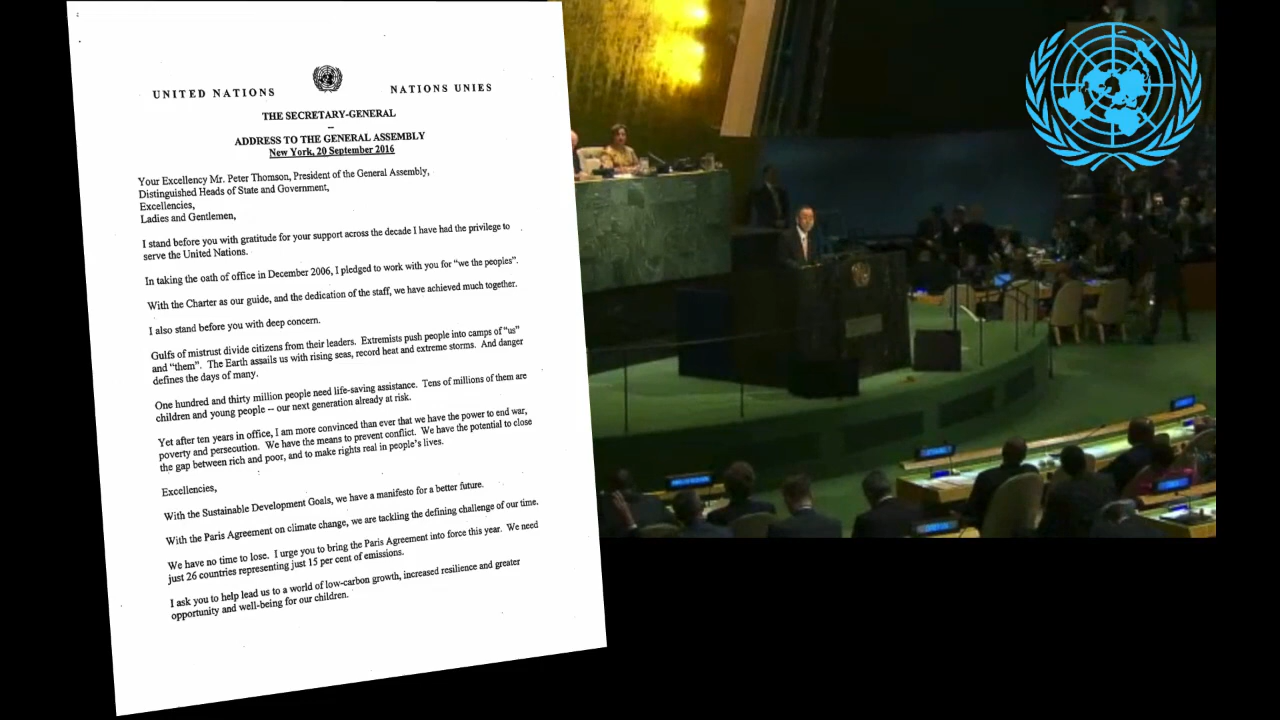 UNITED NATIONS NATIONS UNIES
THE SECRETARY-GENERAL
--
ADDRESS TO THE GENERAL ASSEMBLY
New York, 20 September 2016
Your Excellency Mr. Peter Thomson, President of the General Assembly,
Distinguished Heads of State and Government,
Excellencies,
Ladies and Gentlemen,
I stand before you with gratitude for your support across the decade I have had the privilege to
serve the United Nations.
In taking the oath of office in December 2006, I pledged to work with you for “we the peoples”.
With the Charter as our guide, and the dedication of the staff, we have achieved much together.
I also stand before you with deep concern.
Gulfs of mistrust divide citizens from their leaders. Extremists push people into camps of “us”
and “them”. The Earth assails us with rising seas, record heat and extreme storms. And danger
defines the days of many.
One hundred and thirty million people need life-saving assistance. Tens of millions of them are
children and young people -- our next generation already at risk.
Yet after ten years in office, I am more convinced than ever that we have the power to end war,
poverty and persecution. We have the means to prevent conflict. We have the potential to close
the gap between rich and poor, and to make rights real in people’s lives.
Excellencies,
With the Sustainable Development Goals, we have a manifesto for a better future.
With the Paris Agreement on climate change, we are tackling the defining challenge of our time.
We have no time to lose. I urge you to bring the Paris Agreement into force this year. We need
just 26 countries representing just 15 per cent of emissions.
I ask you to help lead us to a world of low-carbon growth, increased resilience and greater
opportunity and well-being for our children.